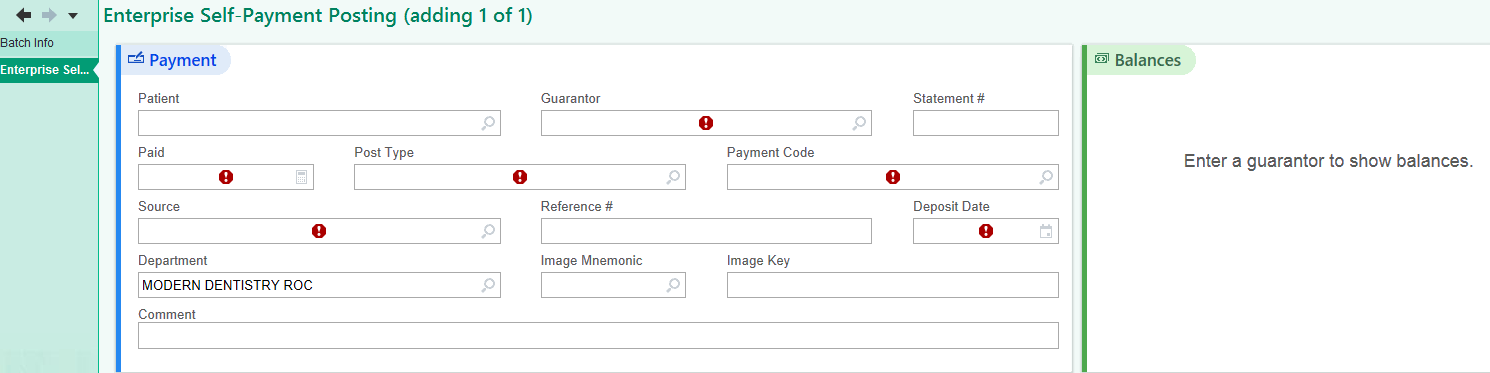 Enterprise Self-Payment Posting (adding 1 of 1)
Batch Info
Enterprise Sel...
Payment
Patient
Guarantor
Statement #
Paid
Post Type
Payment Code
Source
Reference #
Deposit Date
Department
Image Mnemonic
Image Key
MODERN DENTISTRY ROC
Comment
Balances
Enter a guarantor to show balances.